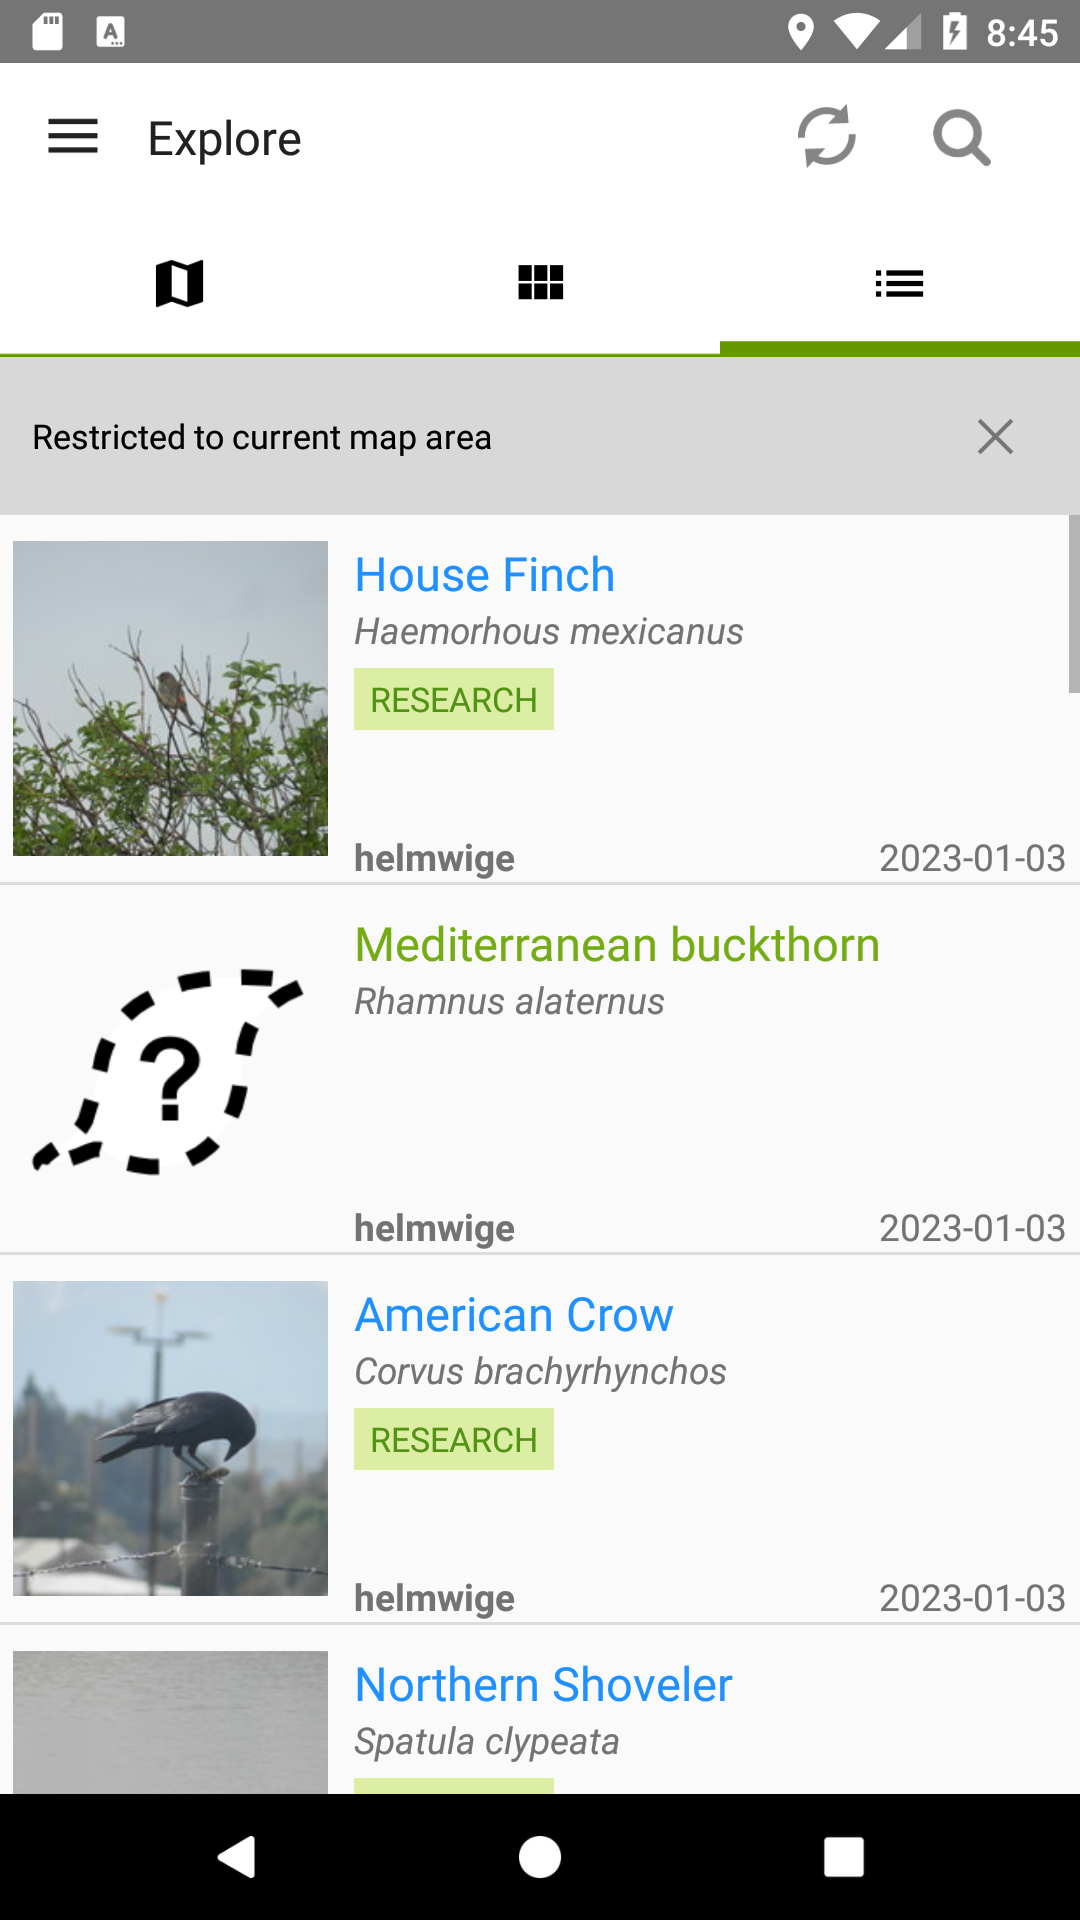 8:45
Explore
Restricted to current map area
House Finch
Haemorhous mexicanus
RESEARCH
helmwige 2023-01-03
Mediterranean buckthorn
Rhamnus alaternus
?
helmwige 2023-01-03
American Crow
Corvus brachyrhynchos
RESEARCH
helmwige 2023-01-03
Northern Shoveler
Spatula clypeata